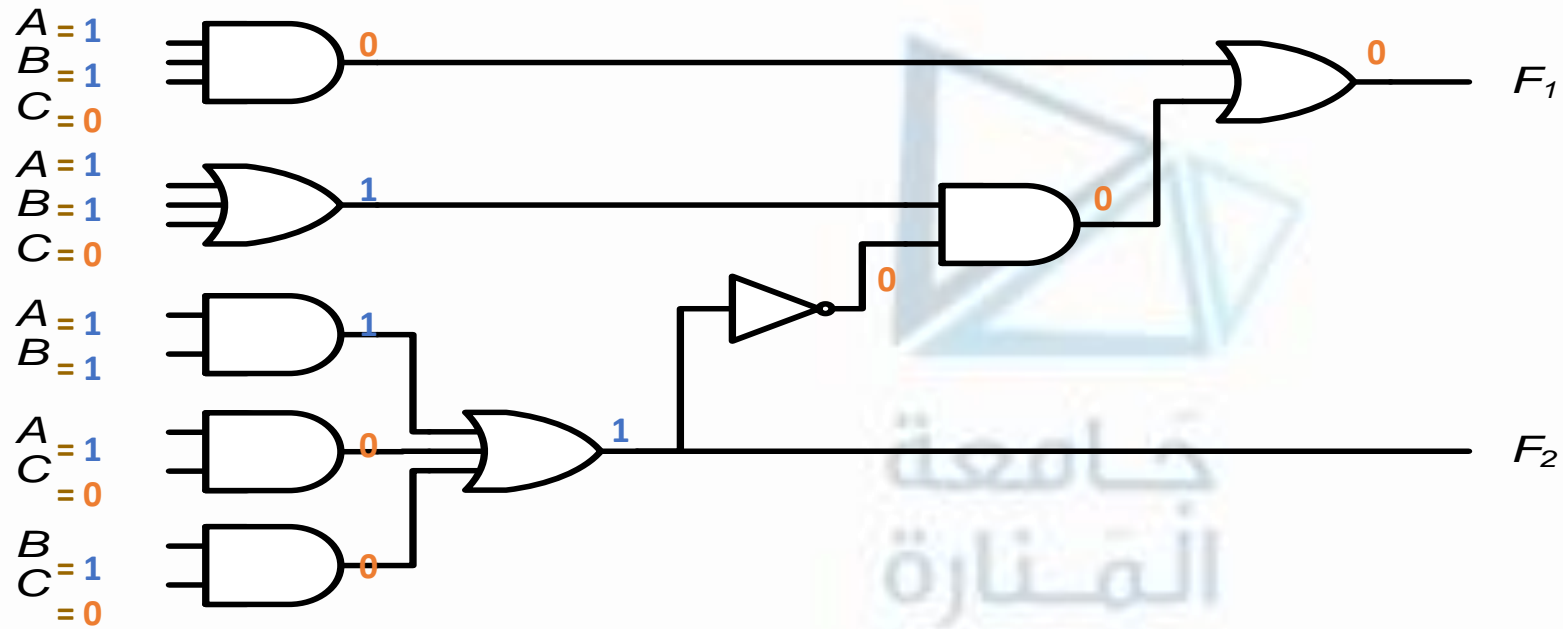 A = 1
B = 1
C = 0
0
0
F1
A = 1
B = 1
C = 0
1
0
0
A = 1
B = 1
1
A = 1
C = 0
0
1
F2
B = 1
C = 0
0
جامعة
المنارة